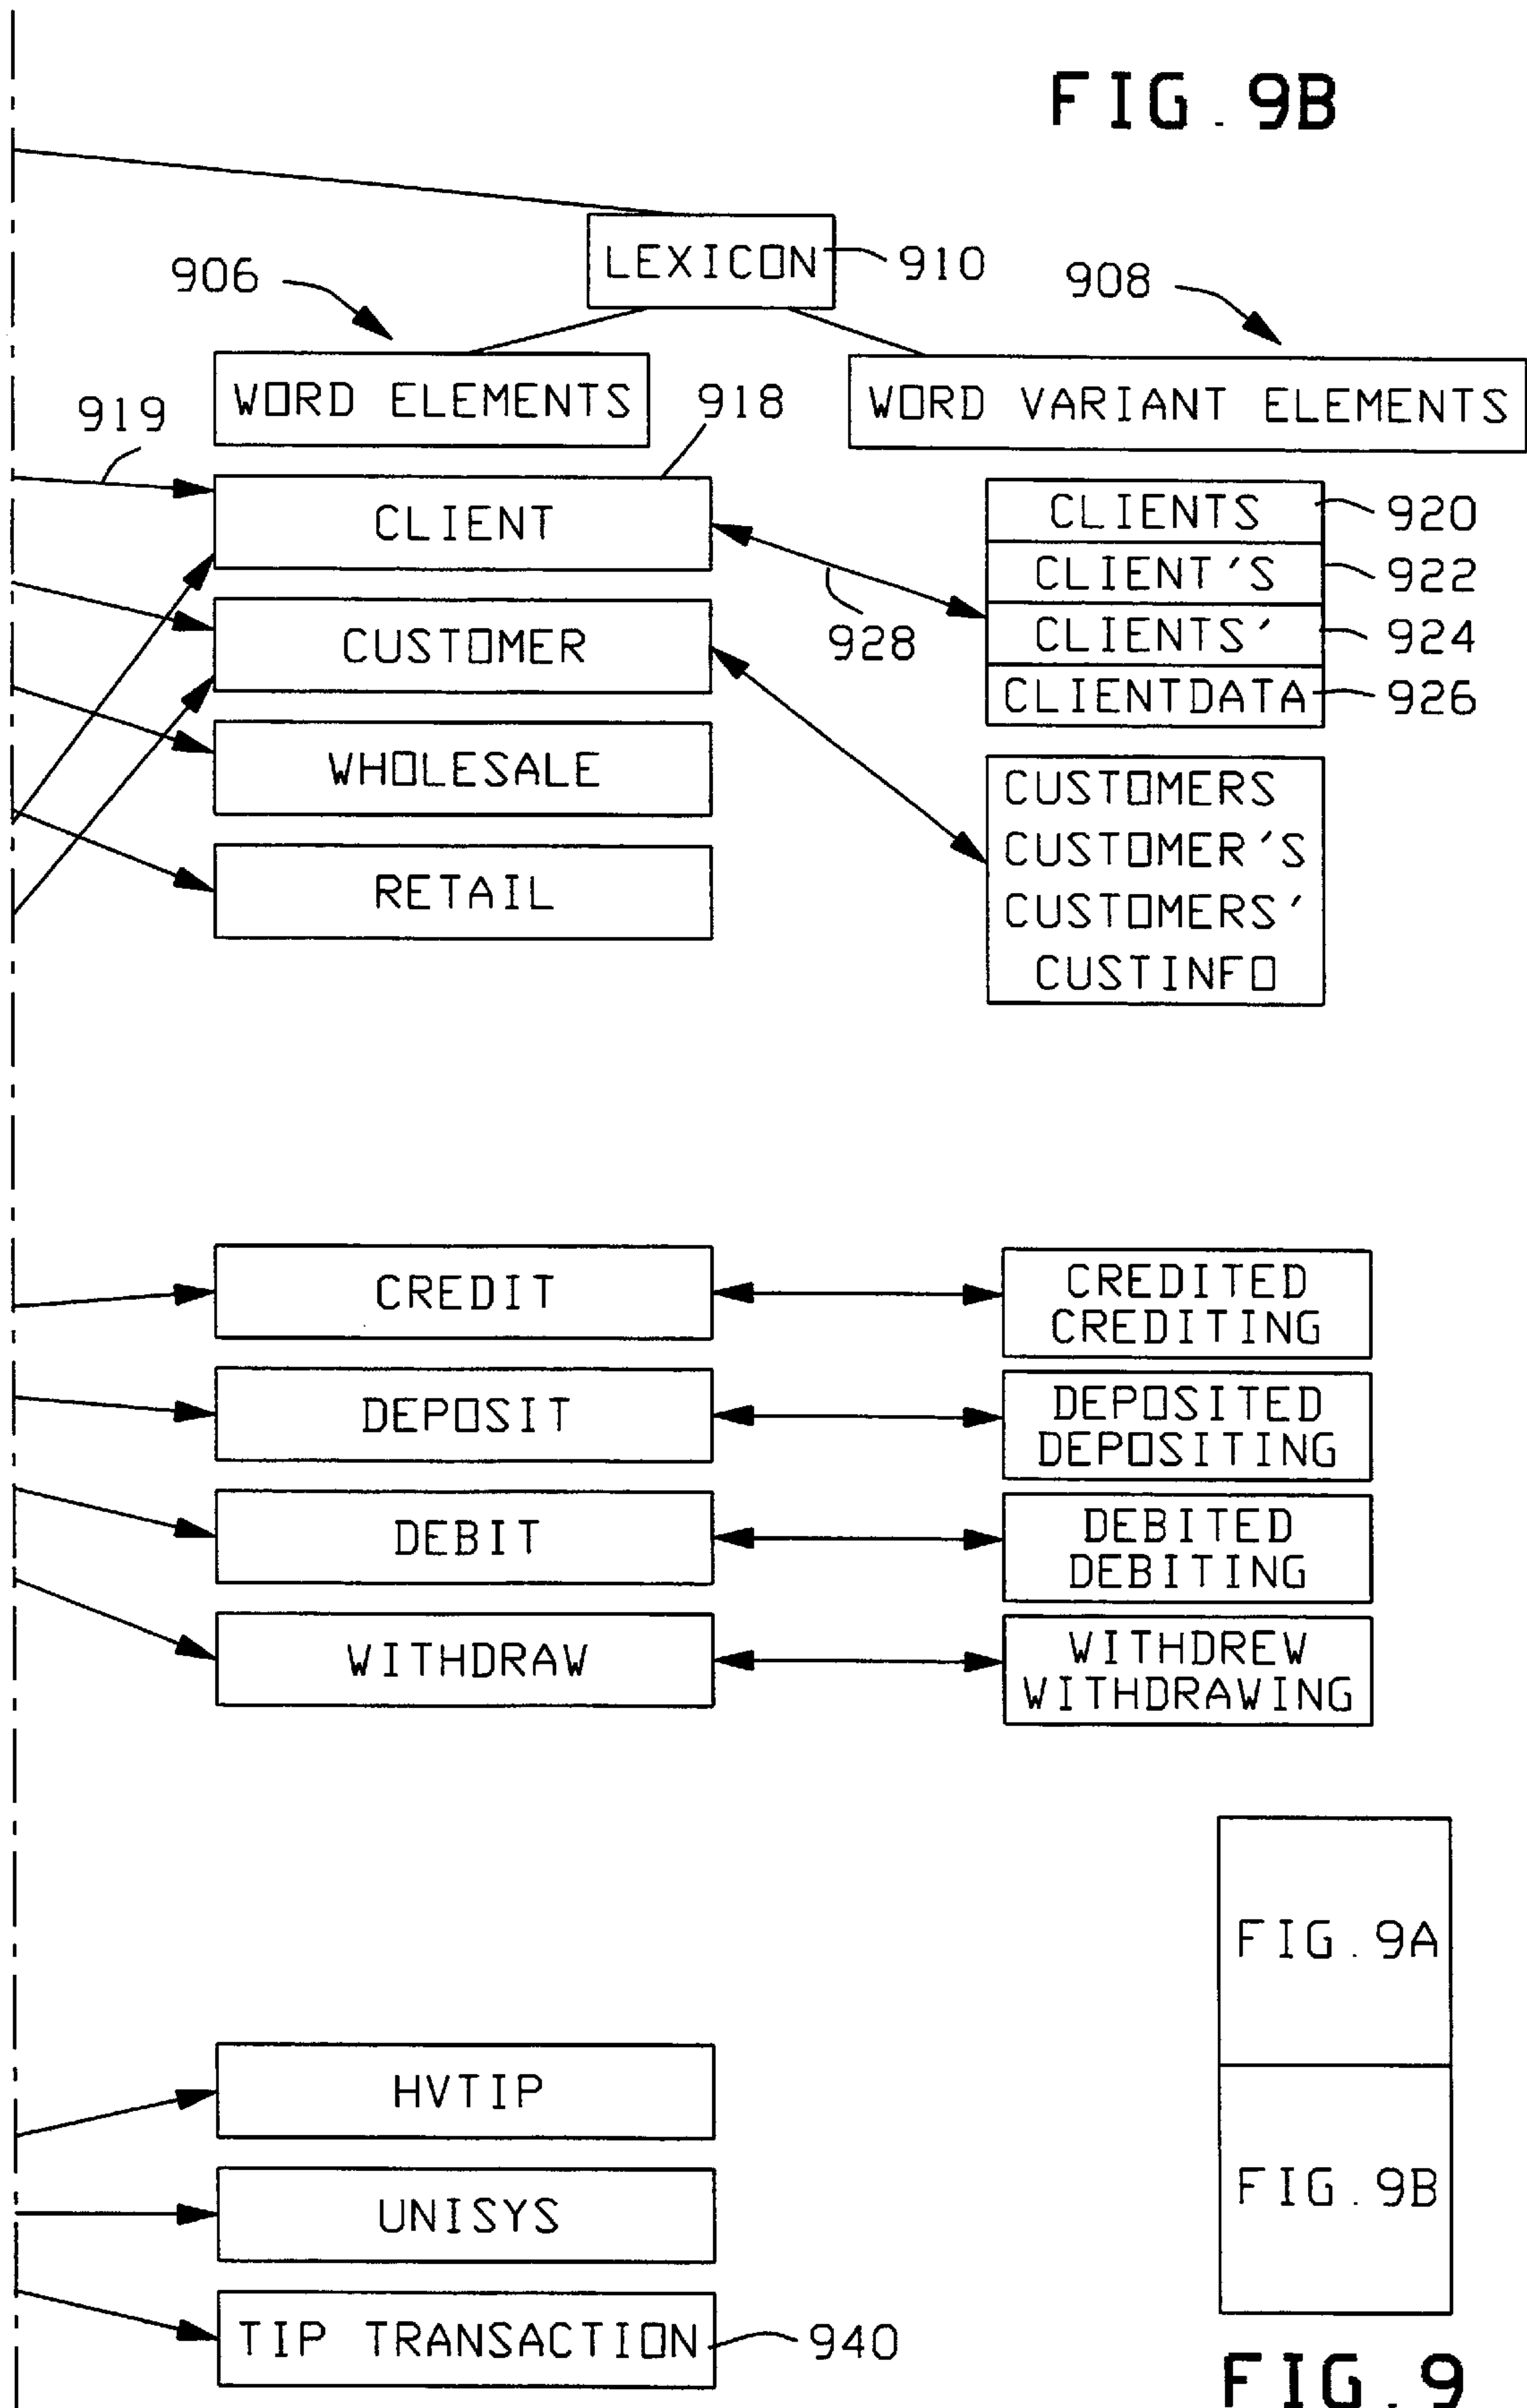 FIG. 9B
LEXICON
910
906
908
WORD ELEMENTS
WORD VARIANT ELEMENTS
919
918
CLIENT
CLIENTS
920
CLIENT'S
922
CLIENTS'
924
CLIENTDATA
926
928
CUSTOMER
WHOLESALE
RETAIL
CUSTOMERS
CUSTOMER'S
CUSTOMERS'
CUSTINFO
CREDIT
CREDITED
CREDITING
DEPOSIT
DEPOSITED
DEPOSITING
DEBIT
DEBITED
DEBITING
WITHDRAW
WITHDREW
WITHDRAWING
HVTIP
UNISYS
TIP TRANSACTION
940
FIG. 9A
FIG. 9B
FIG. 9